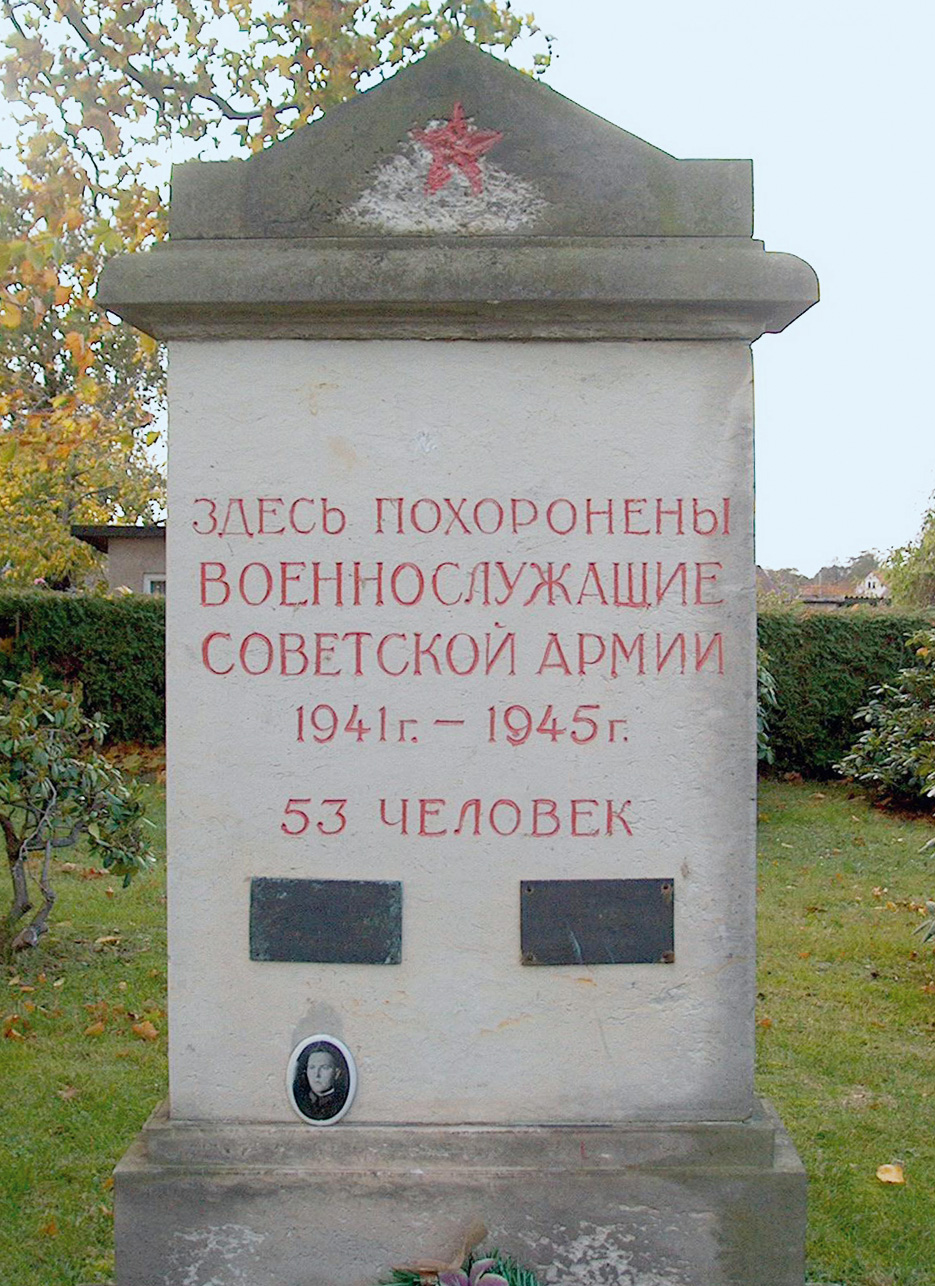 ЗДЕСЬ ПОХОРОНЕНЫ
ВОЕННОСЛУЖАЩИЕ
СОВЕТСКОЙ АРМИИ
1941г. – 1945г.
53 ЧЕЛОВЕК